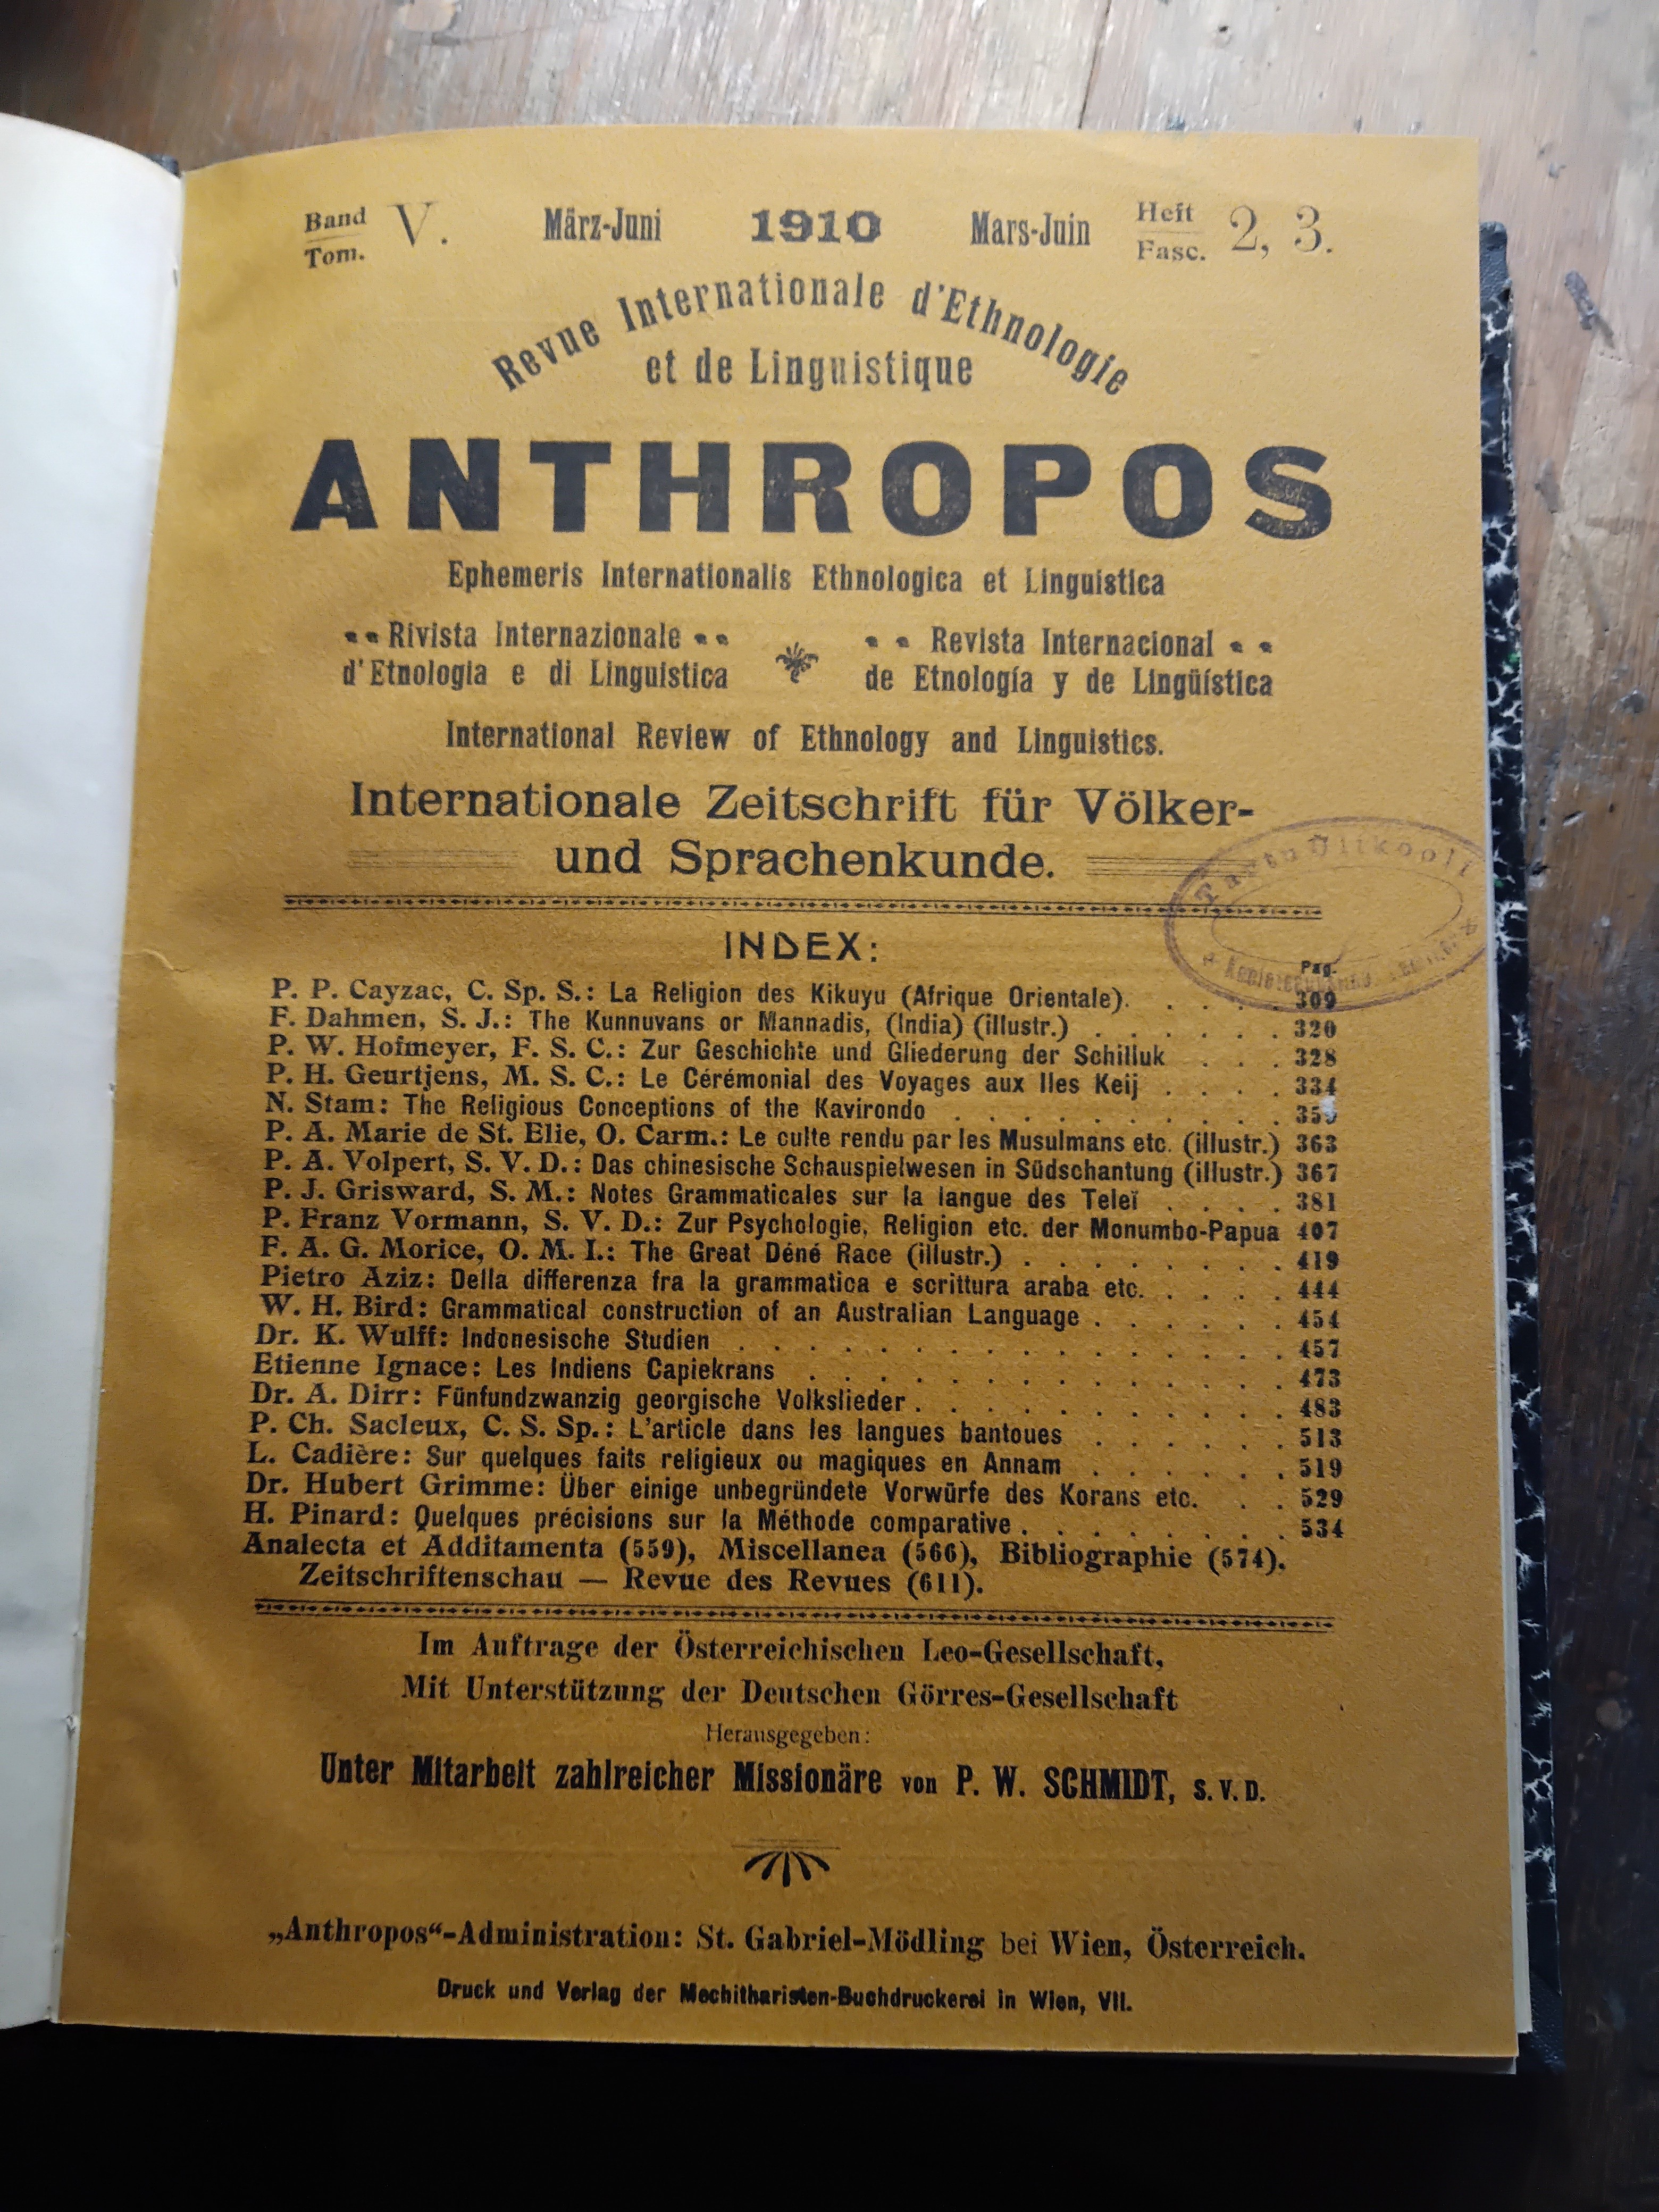 Band
Tom. V. März-Juni 1910 Mars-Juin Heft
Fasc. 2, 3.
Revue Internationale d'Ethnologie
et de Linguistique
ANTHROPOS
Ephemeris Internationalis Ethnologica et Linguistica
Rivista Internazionale
d'Etnologia e di Linguistica
Revista Internacional
de Etnología y de Lingüística
International Review of Ethnology and Linguistics.
Internationale Zeitschrift für Völker-
und Sprachenkunde.
Tartu Ülikooli
INDEX:
Pag.
P. P. Cayzac, C. Sp. S.: La Religion des Kikuyu (Afrique Orientale). . . . . 309
F. Dahmen, S. J.: The Kunnuvans or Mannadis, (India) (illustr.) . . . . . . . 320
P. W. Hofmeyer, F. S. C.: Zur Geschichte und Gliederung der Schilluk . . . 328
P. H. Geurtjens, M. S. C.: Le Cérémonial des Voyages aux Iles Keij . . . . 334
N. Stam: The Religious Conceptions of the Kavirondo . . . . . . . . . . 359
P. A. Marie de St. Elie, O. Carm.: Le culte rendu par les Musulmans etc. (illustr.) 363
P. A. Volpert, S. V. D.: Das chinesische Schauspielwesen in Südschantung (illustr.) 367
P. J. Grisward, S. M.: Notes Grammaticales sur la langue des Teleï . . . . 381
P. Franz Vormann, S. V. D.: Zur Psychologie, Religion etc. der Monumbo-Papua 407
F. A. G. Morice, O. M. I.: The Great Déné Race (illustr.) . . . . . . . . . 419
Pietro Aziz: Della differenza fra la grammatica e scrittura araba etc. . . . . 444
W. H. Bird: Grammatical construction of an Australian Language . . . . . . 454
Dr. K. Wulff: Indonesische Studien . . . . . . . . . . . . . . . . 457
Etienne Ignace: Les Indiens Capiekrans . . . . . . . . . . . . . . 473
Dr. A. Dirr: Fünfundzwanzig georgische Volkslieder . . . . . . . . . . . 483
P. Ch. Sacleux, C. S. Sp.: L'article dans les langues bantoues . . . . . . 513
L. Cadière: Sur quelques faits religieux ou magiques en Annam . . . . . . 519
Dr. Hubert Grimme: Über einige unbegründete Vorwürfe des Korans etc. . . 529
H. Pinard: Quelques précisions sur la Méthode comparative . . . . . . . . 534
Analecta et Additamenta (559), Miscellanea (566), Bibliographie (574).
Zeitschriftenschau — Revue des Revues (611).
Im Auftrage der Österreichischen Leo-Gesellschaft,
Mit Unterstützung der Deutschen Görres-Gesellschaft
Herausgegeben:
Unter Mitarbeit zahlreicher Missionäre von P. W. SCHMIDT, S. V. D.
„Anthropos“-Administration: St. Gabriel-Mödling bei Wien, Österreich.
Druck und Verlag der Mechitharisten-Buchdruckerei in Wien, VII.